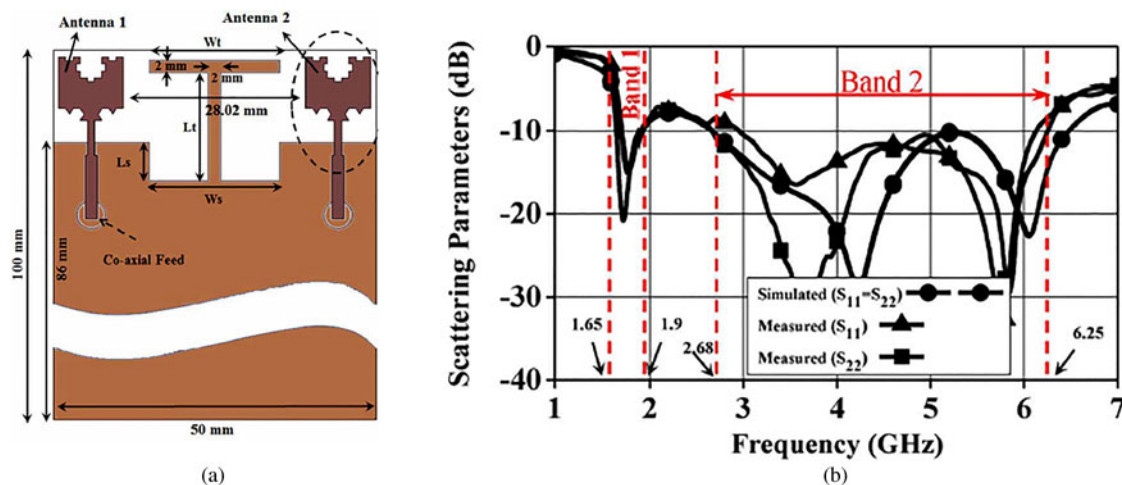 Antenna 1
Antenna 2
Wt
2 mm
2 mm
28.02 mm
Lt
Ls
Ws
Co-axial Feed
100 mm
86 mm
50 mm
(a)
Scattering Parameters (dB)
0
-10
-20
-30
-40
Band 1
Band 2
Simulated (S11=S22)
Measured (S11)
Measured (S22)
1.65
1.9
2.68
6.25
1 2 3 4 5 6 7
Frequency (GHz)
(b)